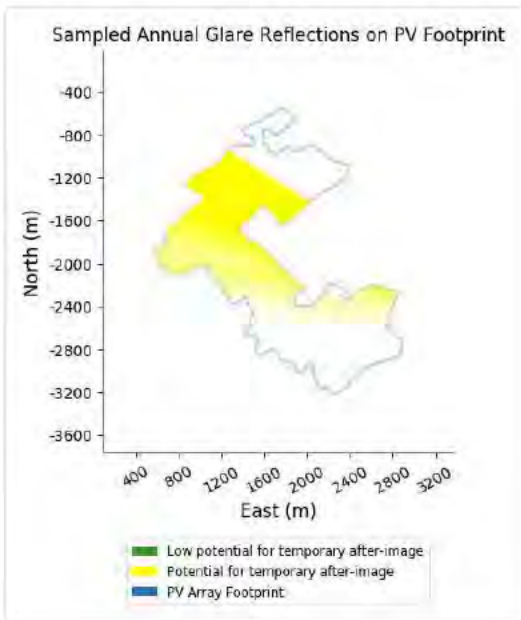 Sampled Annual Glare Reflections on PV Footprint
-400
-800
-1200
-1600
-2000
-2400
-2800
-3200
-3600
North (m)
400
800
1200
1600
2000
2400
2800
3200
East (m)
Low potential for temporary after-image
Potential for temporary after-image
PV Array Footprint